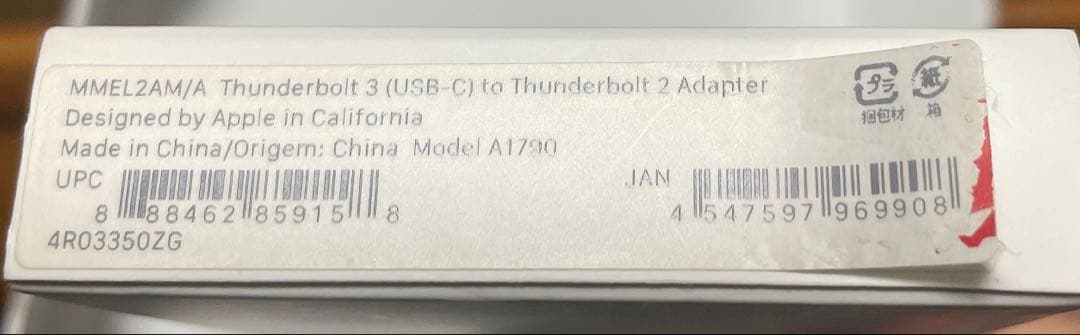 MMEL2AM/A Thunderbolt 3 (USB-C) to Thunderbolt 2 Adapter
Designed by Apple in California
Made in China/Origem: China Model A1790
プラ
梱包材
紙
箱
UPC
8 88462 85915 8
JAN
4 547597 969908
4R03350ZG